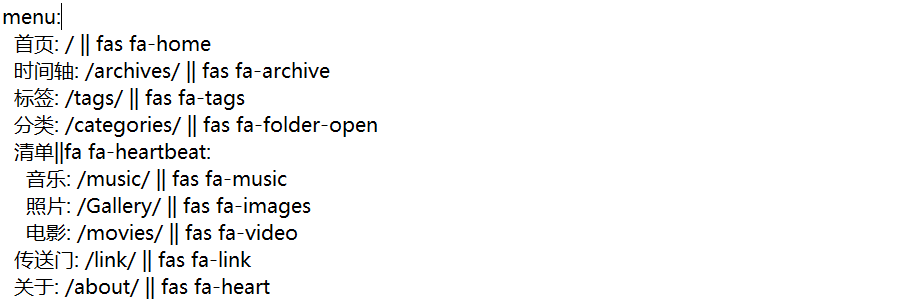 menu:
首页: / || fas fa-home
时间轴: /archives/ || fas fa-archive
标签: /tags/ || fas fa-tags
分类: /categories/ || fas fa-folder-open
清单||fa fa-heartbeat:
音乐: /music/ || fas fa-music
照片: /Gallery/ || fas fa-images
电影: /movies/ || fas fa-video
传送门: /link/ || fas fa-link
关于: /about/ || fas fa-heart